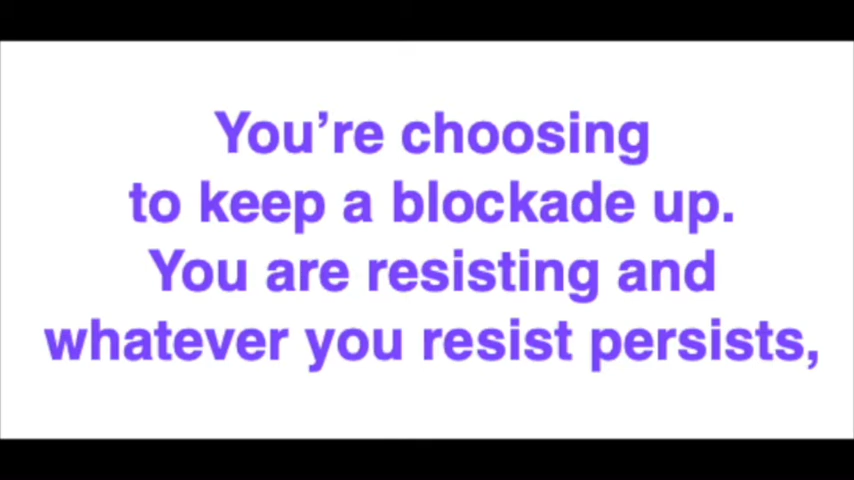 You’re choosing
to keep a blockade up.
You are resisting and
whatever you resist persists,